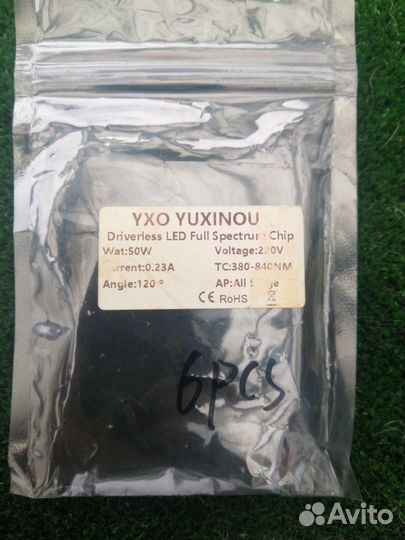 YXO YUXINOU
Driverless LED Full Spectrum Chip
Wat:50W Voltage:220V
Current:0.23A TC:380-840NM
Angle:120° AP:All Stage
CE RoHS
6pcs
Avito